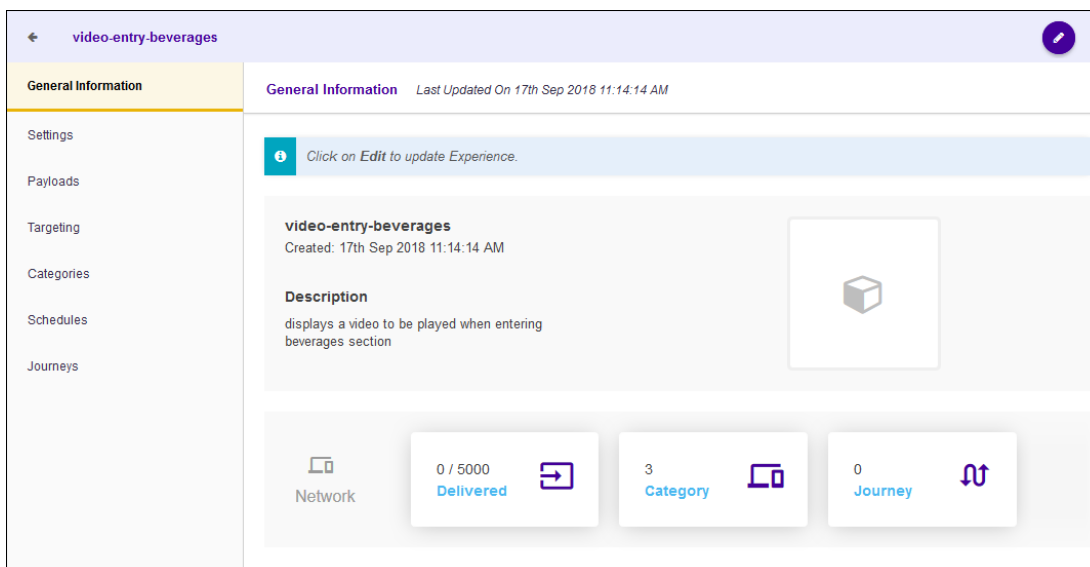 video-entry-beverages
General Information
Settings
Payloads
Targeting
Categories
Schedules
Journeys
General Information Last Updated On 17th Sep 2018 11:14:14 AM
Click on Edit to update Experience.
video-entry-beverages
Created: 17th Sep 2018 11:14:14 AM
Description
displays a video to be played when entering
beverages section
Network
0 / 5000
Delivered
3
Category
0
Journey